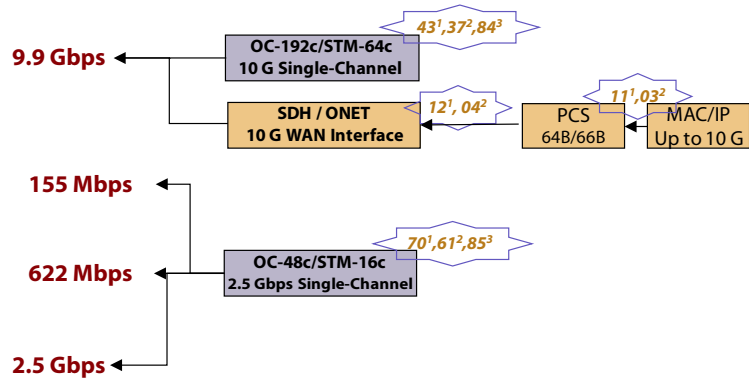 43¹,37²,84³
OC-192c/STM-64c
10 G Single-Channel
9.9 Gbps
12¹, 04²
11¹,03²
SDH / ONET
10 G WAN Interface
PCS
64B/66B
MAC/IP
Up to 10 G
155 Mbps
70¹,61²,85³
OC-48c/STM-16c
2.5 Gbps Single-Channel
622 Mbps
2.5 Gbps